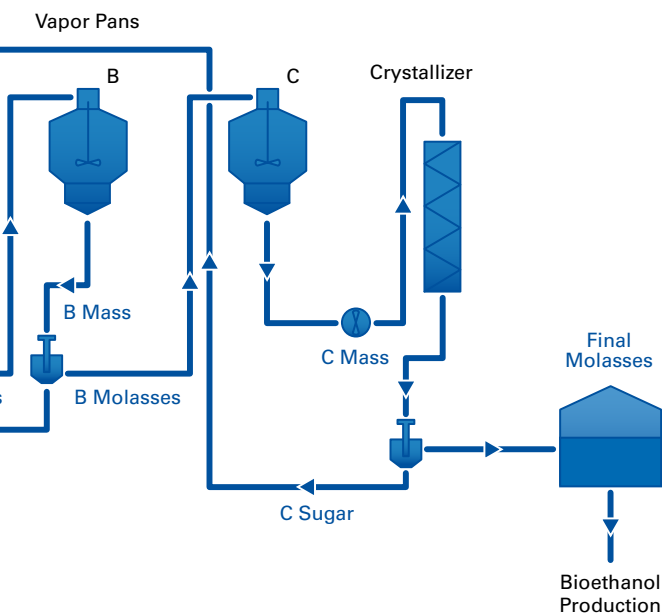 Vapor Pans
B
C
Crystallizer
B Mass
Final
Molasses
C Mass
s
B Molasses
C Sugar
Bioethanol
Production